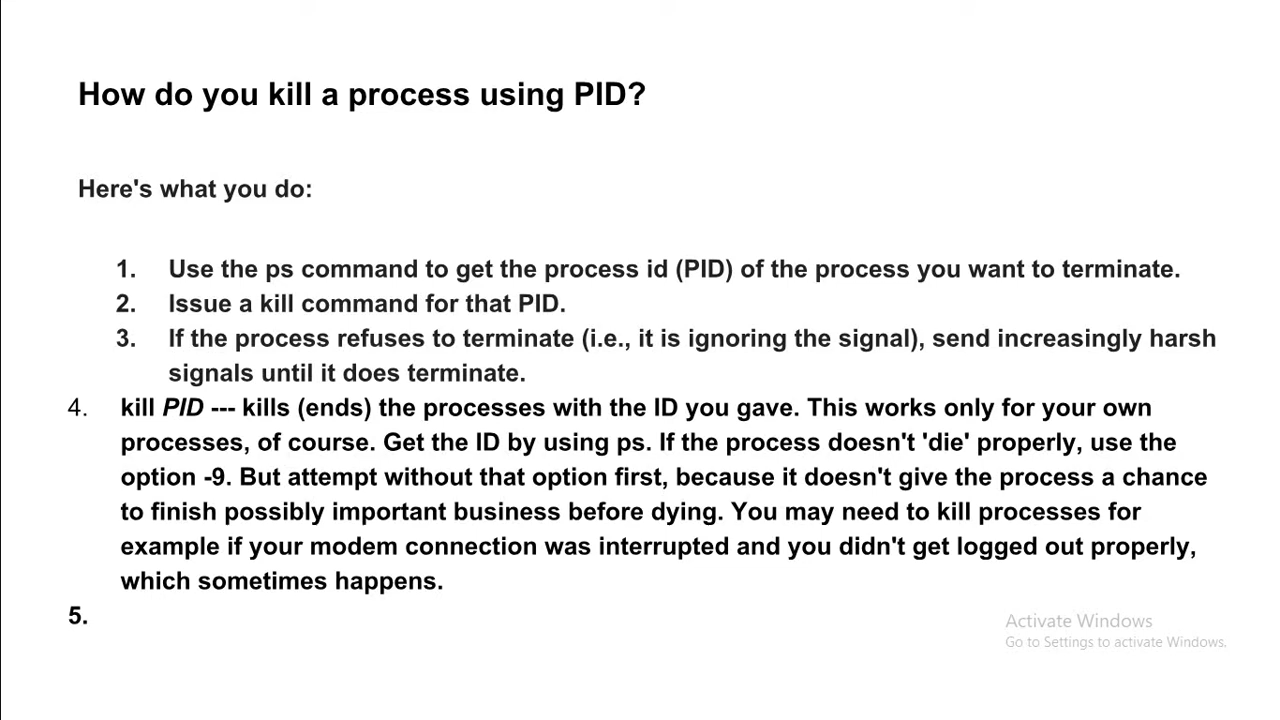 How do you kill a process using PID?
Here's what you do:
1. Use the ps command to get the process id (PID) of the process you want to terminate.
2. Issue a kill command for that PID.
3. If the process refuses to terminate (i.e., it is ignoring the signal), send increasingly harsh
signals until it does terminate.
4. kill PID --- kills (ends) the processes with the ID you gave. This works only for your own
processes, of course. Get the ID by using ps. If the process doesn't 'die' properly, use the
option -9. But attempt without that option first, because it doesn't give the process a chance
to finish possibly important business before dying. You may need to kill processes for
example if your modem connection was interrupted and you didn't get logged out properly,
which sometimes happens.
5.
Activate Windows
Go to Settings to activate Windows.